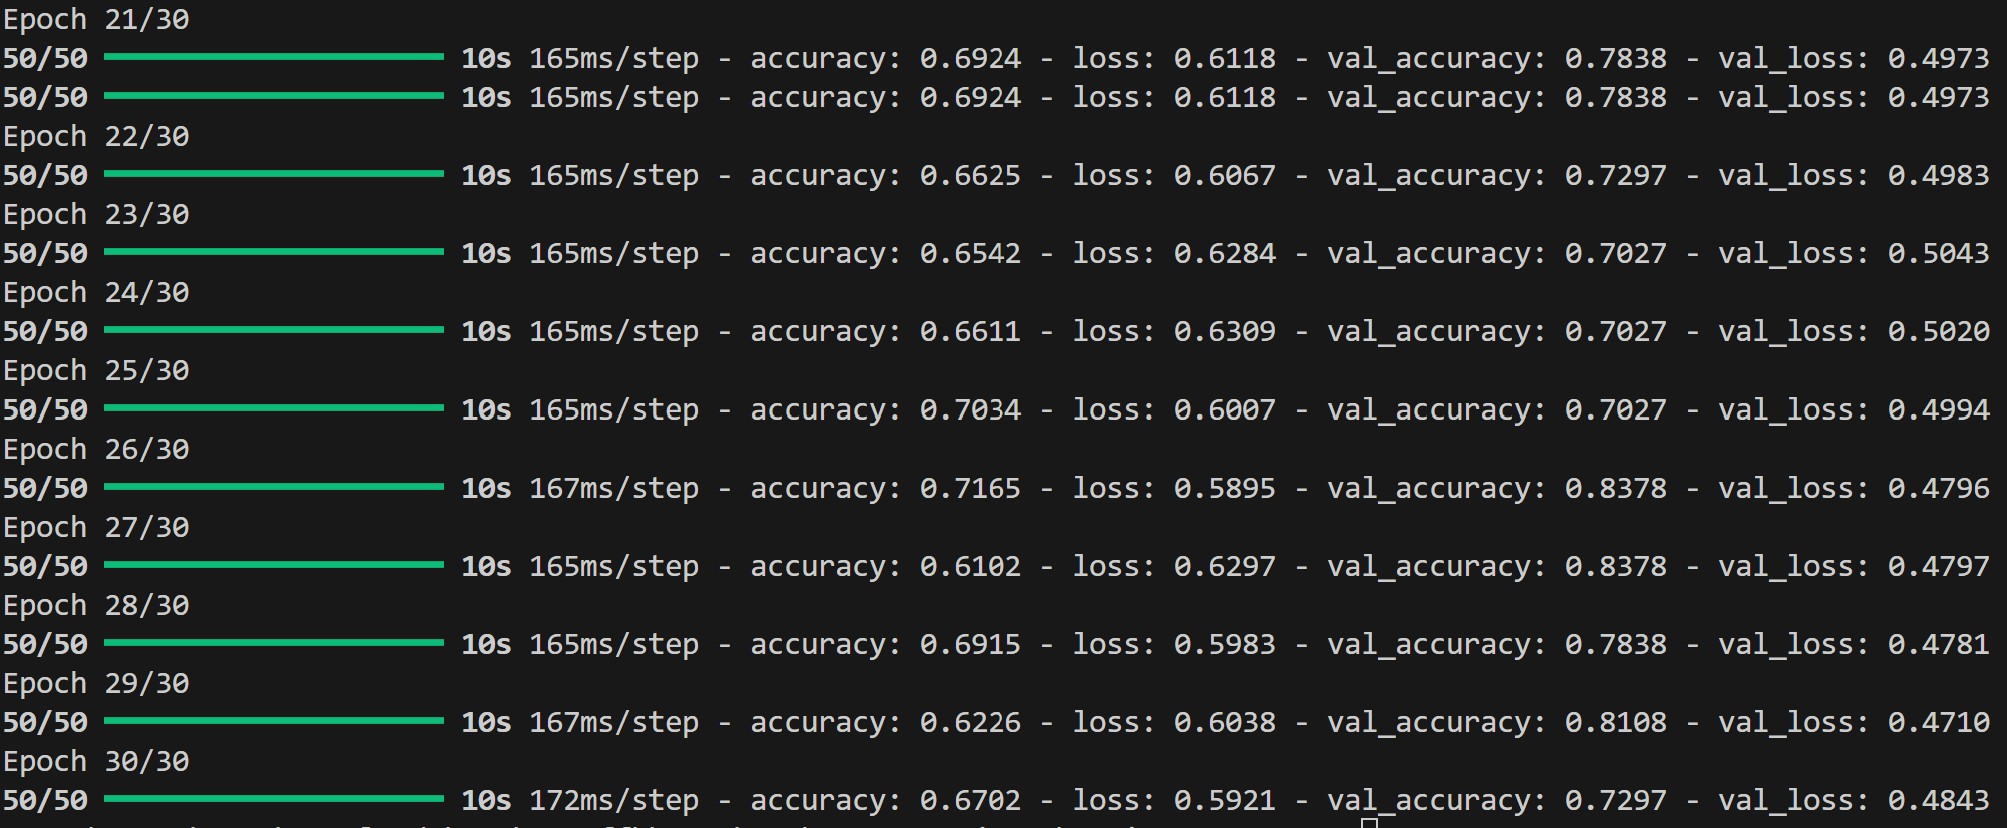 Epoch 21/30
50/50 10s 165ms/step - accuracy: 0.6924 - loss: 0.6118 - val_accuracy: 0.7838 - val_loss: 0.4973
50/50 10s 165ms/step - accuracy: 0.6924 - loss: 0.6118 - val_accuracy: 0.7838 - val_loss: 0.4973
Epoch 22/30
50/50 10s 165ms/step - accuracy: 0.6625 - loss: 0.6067 - val_accuracy: 0.7297 - val_loss: 0.4983
Epoch 23/30
50/50 10s 165ms/step - accuracy: 0.6542 - loss: 0.6284 - val_accuracy: 0.7027 - val_loss: 0.5043
Epoch 24/30
50/50 10s 165ms/step - accuracy: 0.6611 - loss: 0.6309 - val_accuracy: 0.7027 - val_loss: 0.5020
Epoch 25/30
50/50 10s 165ms/step - accuracy: 0.7034 - loss: 0.6007 - val_accuracy: 0.7027 - val_loss: 0.4994
Epoch 26/30
50/50 10s 167ms/step - accuracy: 0.7165 - loss: 0.5895 - val_accuracy: 0.8378 - val_loss: 0.4796
Epoch 27/30
50/50 10s 165ms/step - accuracy: 0.6102 - loss: 0.6297 - val_accuracy: 0.8378 - val_loss: 0.4797
Epoch 28/30
50/50 10s 165ms/step - accuracy: 0.6915 - loss: 0.5983 - val_accuracy: 0.7838 - val_loss: 0.4781
Epoch 29/30
50/50 10s 167ms/step - accuracy: 0.6226 - loss: 0.6038 - val_accuracy: 0.8108 - val_loss: 0.4710
Epoch 30/30
50/50 10s 172ms/step - accuracy: 0.6702 - loss: 0.5921 - val_accuracy: 0.7297 - val_loss: 0.4843